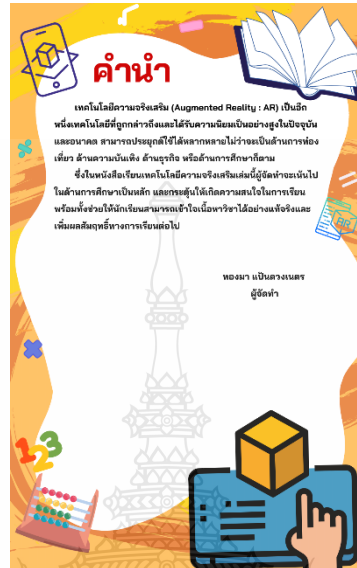 คำนำ
เทคโนโลยีความจริงเสริม (Augmented Reality : AR) เป็นอีก
หนึ่งเทคโนโลยีที่ถูกกล่าวถึงและได้รับความนิยมเป็นอย่างสูงในปัจจุบัน
และอนาคต สามารถประยุกต์ใช้ได้หลากหลายไม่ว่าจะเป็นด้านการท่อง
เที่ยว ด้านความบันเทิง ด้านธุรกิจ หรือด้านการศึกษาก็ตาม
ซึ่งในหนังสือเรียนเทคโนโลยีความจริงเสริมเล่มนี้ผู้จัดทำจะเน้นไป
ในด้านการศึกษาเป็นหลัก และกระตุ้นให้เกิดความสนใจในการเรียน
พร้อมทั้งช่วยให้นักเรียนสามารถเข้าใจเนื้อหาวิชาได้อย่างแท้จริงและ
เพิ่มผลสัมฤทธิ์ทางการเรียนต่อไป
ทองมา แป้นดวงเนตร
ผู้จัดทำ
AR
123